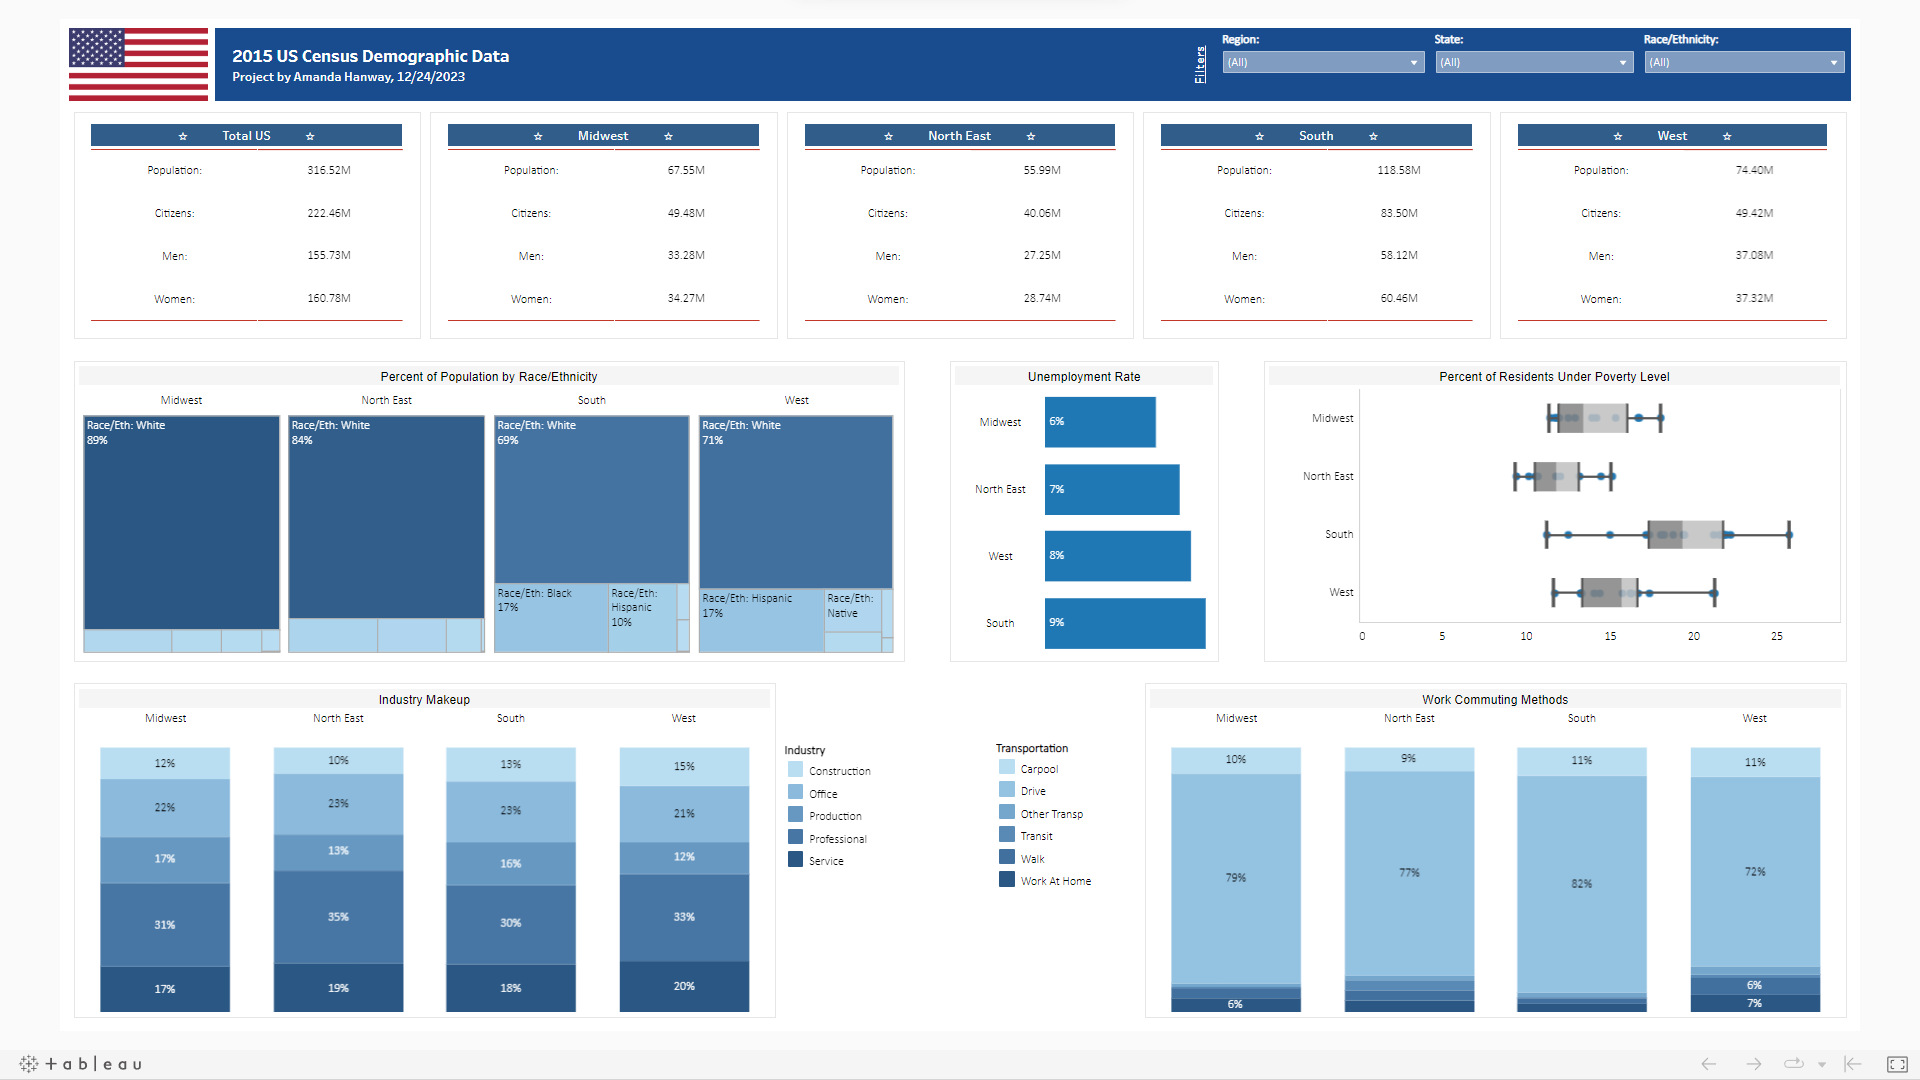 2015 US Census Demographic Data
Project by Amanda Hanway, 12/24/2023
Filters
Region:
(All)
State:
(All)
Race/Ethnicity:
(All)
☆ Total US ☆
Population: 316.52M
Citizens: 222.46M
Men: 155.73M
Women: 160.78M
☆ Midwest ☆
Population: 67.55M
Citizens: 49.48M
Men: 33.28M
Women: 34.27M
☆ North East ☆
Population: 55.99M
Citizens: 40.06M
Men: 27.25M
Women: 28.74M
☆ South ☆
Population: 118.58M
Citizens: 83.50M
Men: 58.12M
Women: 60.46M
☆ West ☆
Population: 74.40M
Citizens: 49.42M
Men: 37.08M
Women: 37.32M
Percent of Population by Race/Ethnicity
Midwest
North East
South
West
Race/Eth: White
89%
Race/Eth: White
84%
Race/Eth: White
69%
Race/Eth: Black
17%
Race/Eth:
Hispanic
10%
Race/Eth: White
71%
Race/Eth: Hispanic
17%
Race/Eth:
Native
Unemployment Rate
Midwest 6%
North East 7%
West 8%
South 9%
Percent of Residents Under Poverty Level
Midwest
North East
South
West
0 5 10 15 20 25
Industry Makeup
Midwest North East South West
12% 10% 13% 15%
22% 23% 23% 21%
17% 13% 16% 12%
31% 35% 30% 33%
17% 19% 18% 20%
Industry
Construction
Office
Production
Professional
Service
Transportation
Carpool
Drive
Other Transp
Transit
Walk
Work At Home
Work Commuting Methods
Midwest North East South West
10% 9% 11% 11%
79% 77% 82% 72%
6%
6% 7%
+ableau